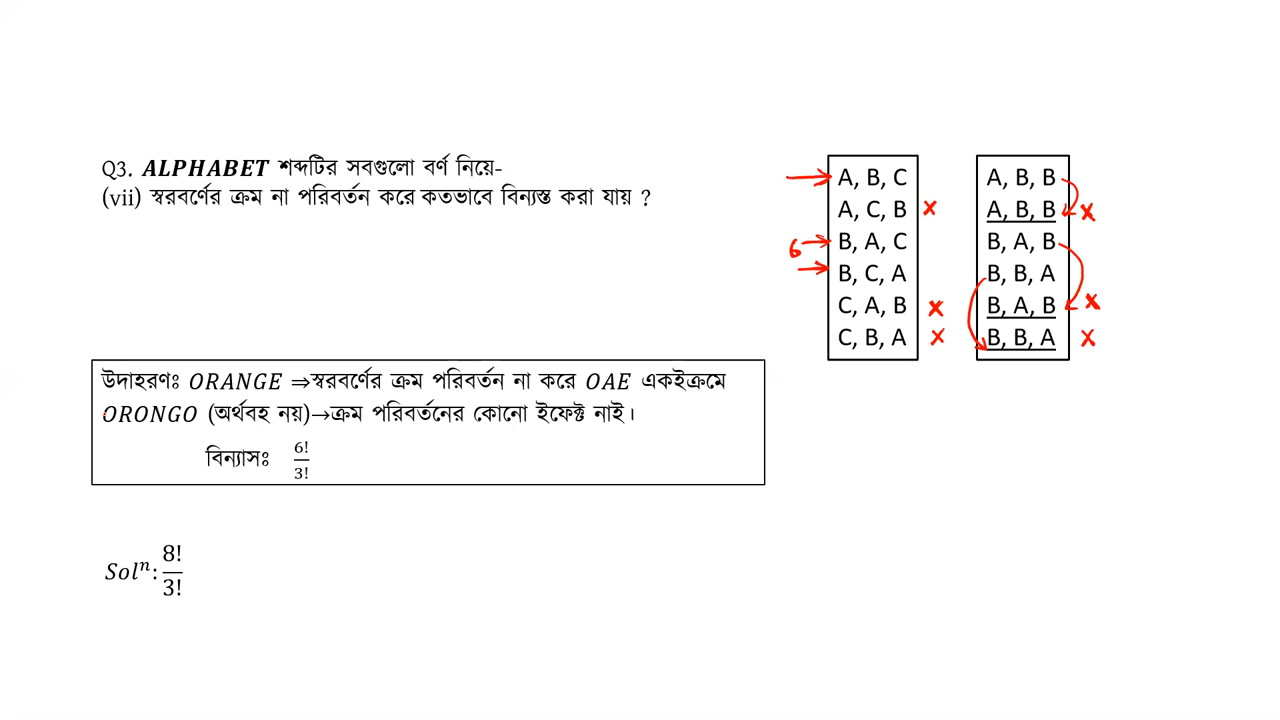 Q3. ALPHABET শব্দটির সবগুলো বর্ণ নিয়ে-
(vii) স্বরবর্ণের ক্রম না পরিবর্তন করে কতভাবে বিন্যস্ত করা যায় ?
A, B, C
A, C, B ×
6 B, A, C
B, C, A
C, A, B ×
C, B, A ×
A, B, B
A, B, B ×
B, A, B
B, B, A
B, A, B ×
B, B, A ×
উদাহরণঃ ORANGE ⇒স্বরবর্ণের ক্রম পরিবর্তন না করে OAE একইক্রমে
ORONGO (অর্থবহ নয়)→ক্রম পরিবর্তনের কোনো ইফেক্ট নাই।
বিন্যাসঃ 6!/3!
Solⁿ: 8!/3!